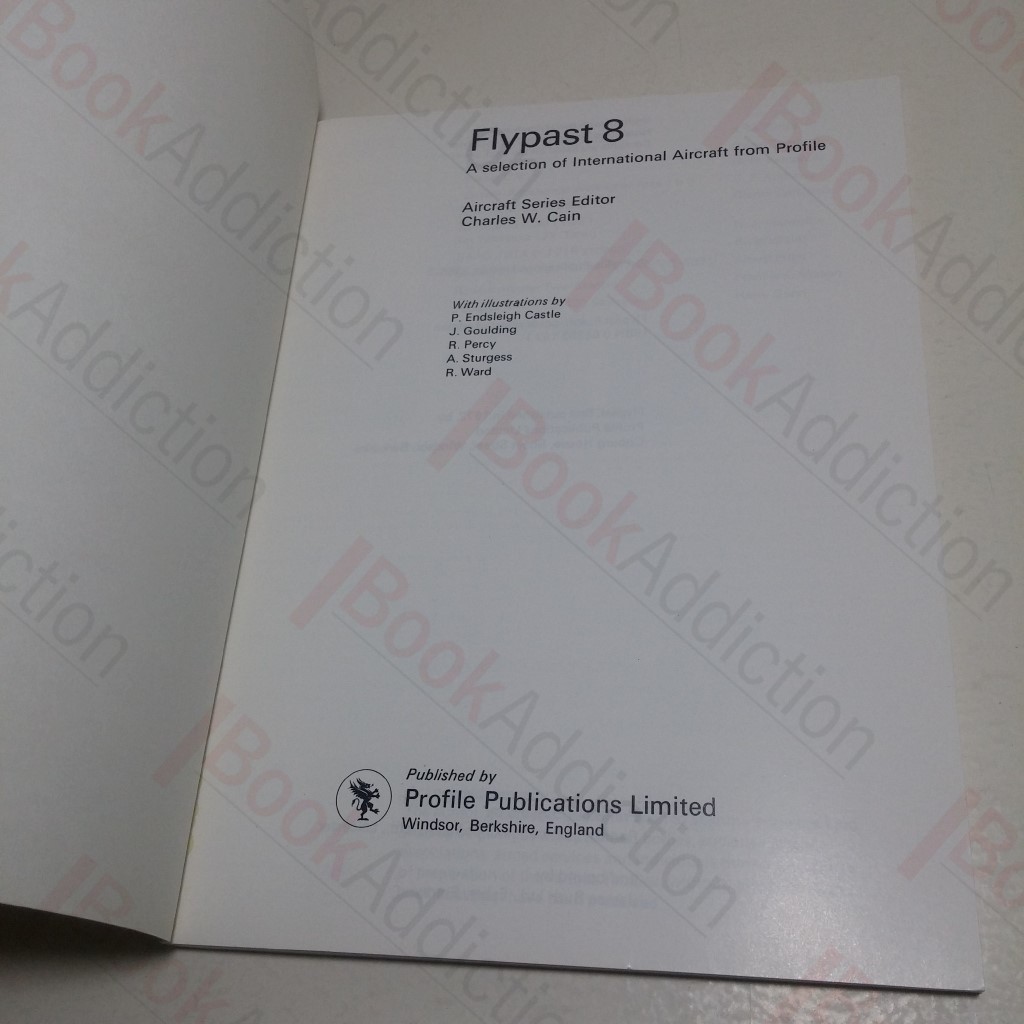 Flypast 8
A selection of International Aircraft from Profile
Aircraft Series Editor
Charles W. Cain
With illustrations by
P. Endsleigh Castle
J. Goulding
R. Percy
A. Sturgess
R. Ward
Published by
Profile Publications Limited
Windsor, Berkshire, England
BookAddiction